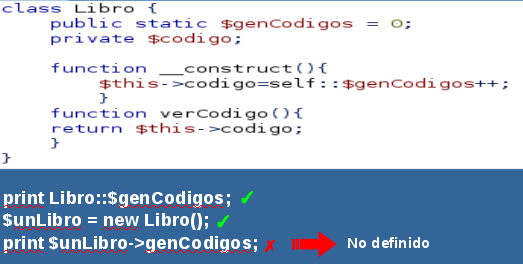 class Libro {
public static $genCodigos = 0;
private $codigo;
function __construct(){
$this->codigo=self::$genCodigos++;
}
function verCodigo(){
return $this->codigo;
}
}
print Libro::$genCodigos; ✓
$unLibro = new Libro(); ✓
print $unLibro->genCodigos; ✗ No definido